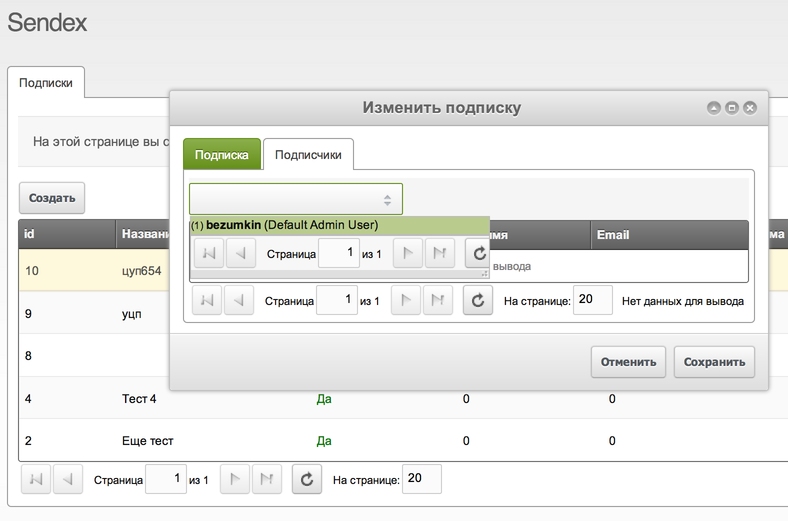 Sendex
Подписки
Изменить подписку
На этой странице вы с
Подписка Подписчики
Создать
(1) bezumkin (Default Admin User)
id Названи мя Email ма
Страница 1 из 1
10 цуп654 вывода
Страница 1 из 1 На странице: 20 Нет данных для вывода
9 уцп
8
Отменить Сохранить
4 Тест 4 Да 0 0
2 Еще тест Да 0 0
Страница 1 из 1 На странице: 20